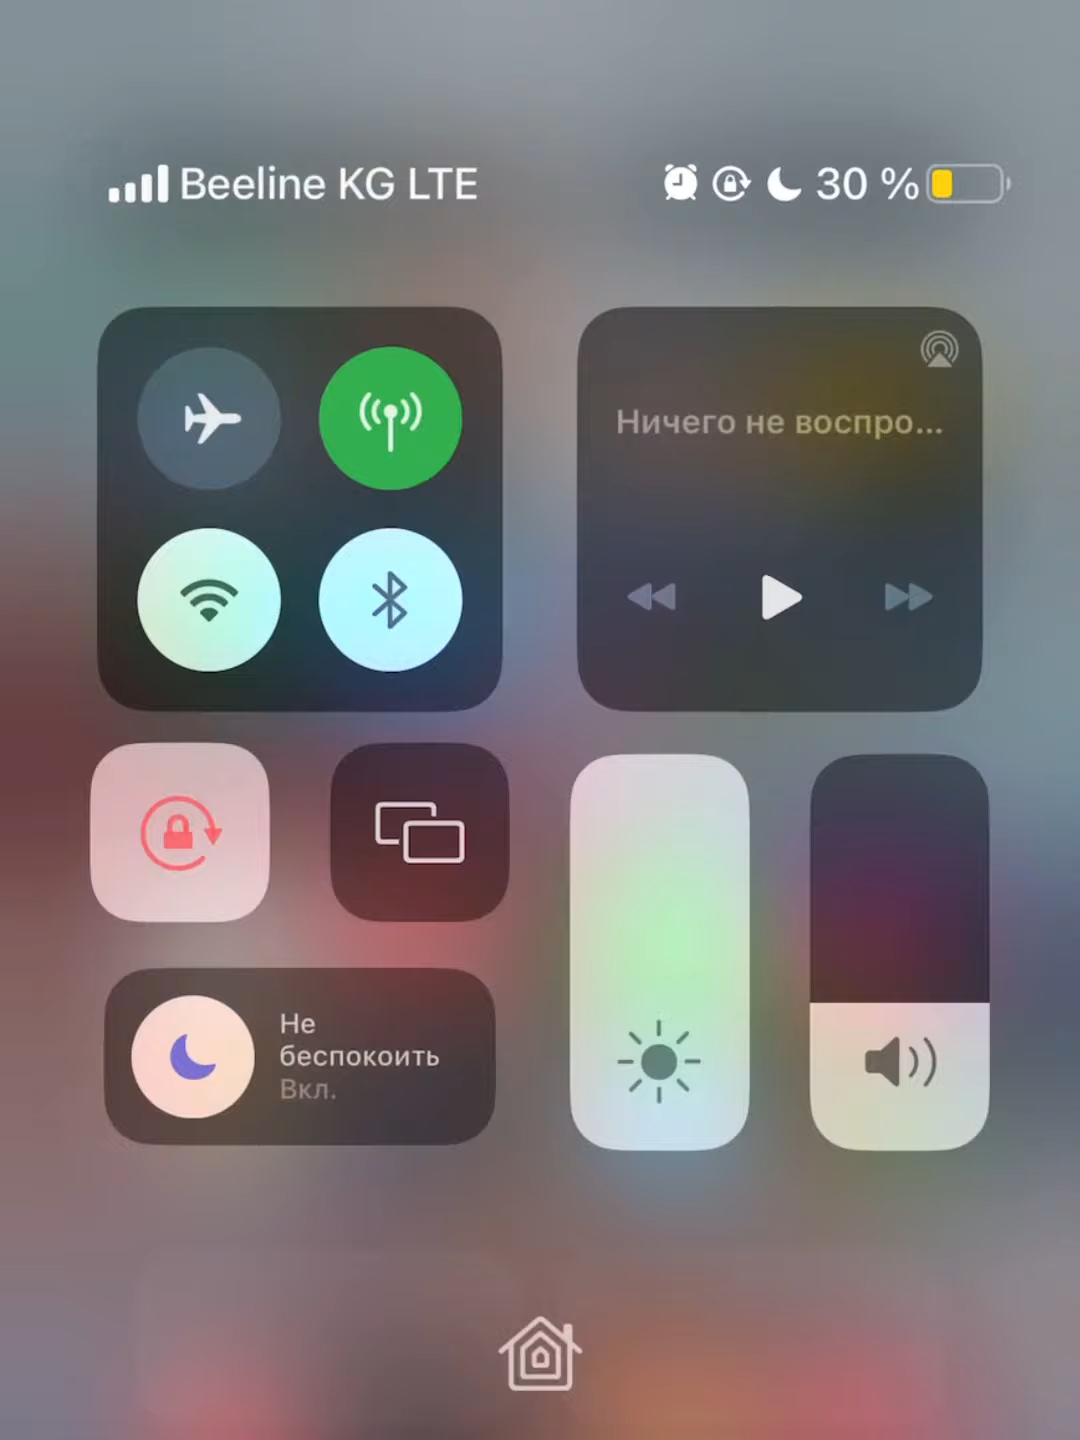 Beeline KG LTE
30 %
Ничего не воспро...
Не
беспокоить
Вкл.